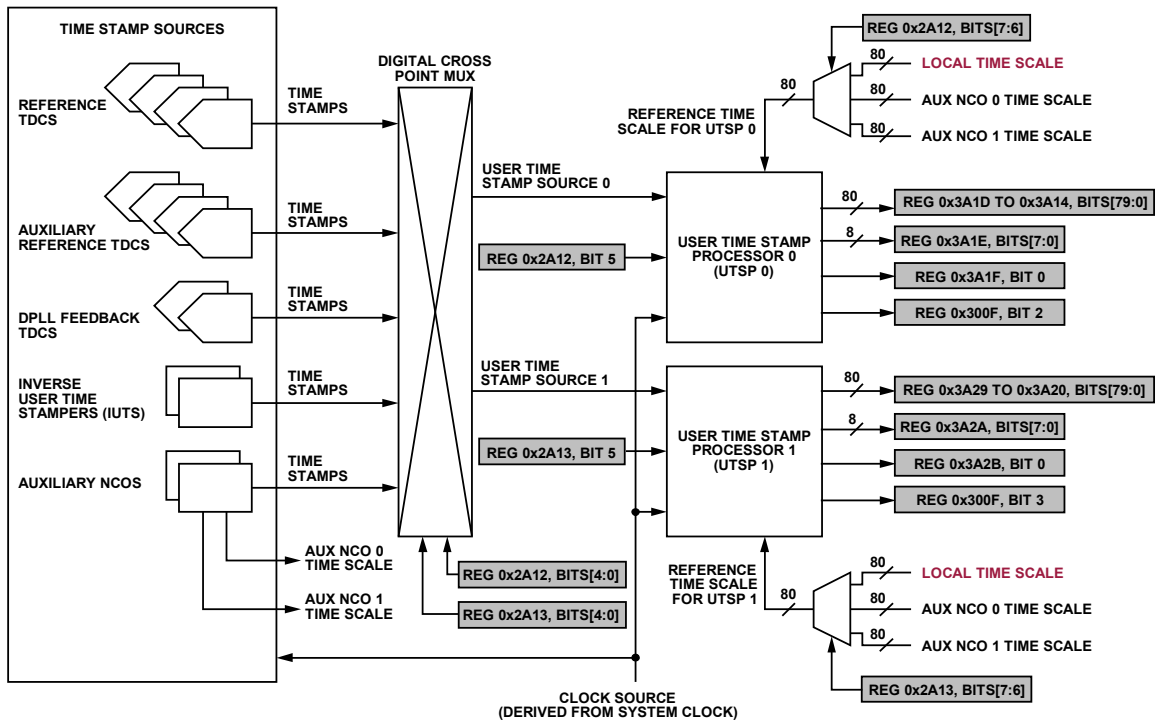 TIME STAMP SOURCES
REFERENCE
TDCS
TIME
STAMPS
AUXILIARY
REFERENCE TDCS
TIME
STAMPS
DPLL FEEDBACK
TDCS
TIME
STAMPS
INVERSE
USER TIME
STAMPERS (IUTS)
TIME
STAMPS
AUXILIARY NCOS
TIME
STAMPS
AUX NCO 0
TIME SCALE
AUX NCO 1
TIME SCALE
DIGITAL CROSS
POINT MUX
REG 0x2A12, BITS[4:0]
REG 0x2A13, BITS[4:0]
USER TIME
STAMP SOURCE 0
REG 0x2A12, BIT 5
USER TIME
STAMP SOURCE 1
REG 0x2A13, BIT 5
CLOCK SOURCE
(DERIVED FROM SYSTEM CLOCK)
REG 0x2A12, BITS[7:6]
80
LOCAL TIME SCALE
80
AUX NCO 0 TIME SCALE
80
AUX NCO 1 TIME SCALE
80
REFERENCE TIME
SCALE FOR UTSP 0
USER TIME STAMP
PROCESSOR 0
(UTSP 0)
80
REG 0x3A1D TO 0x3A14, BITS[79:0]
8
REG 0x3A1E, BITS[7:0]
REG 0x3A1F, BIT 0
REG 0x300F, BIT 2
USER TIME STAMP
PROCESSOR 1
(UTSP 1)
80
REG 0x3A29 TO 0x3A20, BITS[79:0]
8
REG 0x3A2A, BITS[7:0]
REG 0x3A2B, BIT 0
REG 0x300F, BIT 3
REFERENCE
TIME SCALE
FOR UTSP 1
80
80
LOCAL TIME SCALE
80
AUX NCO 0 TIME SCALE
80
AUX NCO 1 TIME SCALE
REG 0x2A13, BITS[7:6]